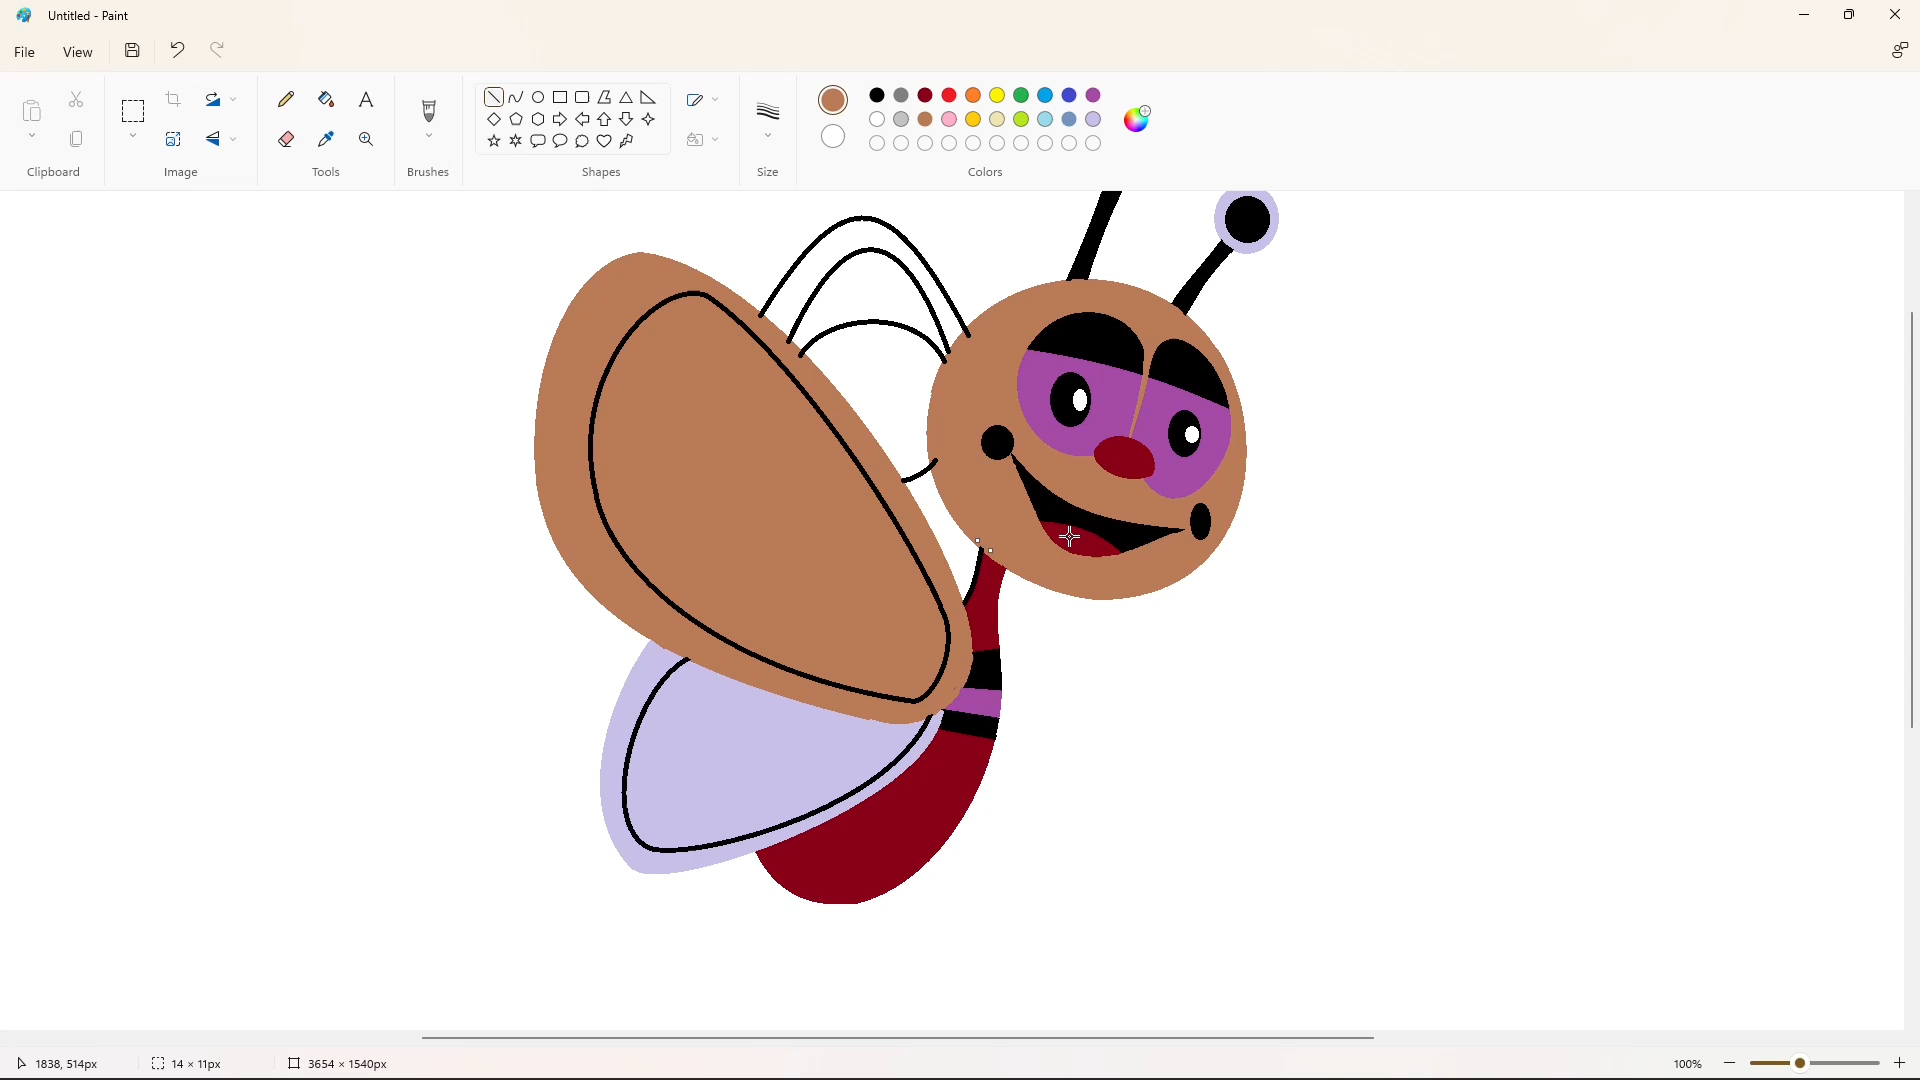 Untitled - Paint
File View
Clipboard Image Tools Brushes Shapes Size Colors
1838, 514px 14 × 11px 3654 × 1540px 100%